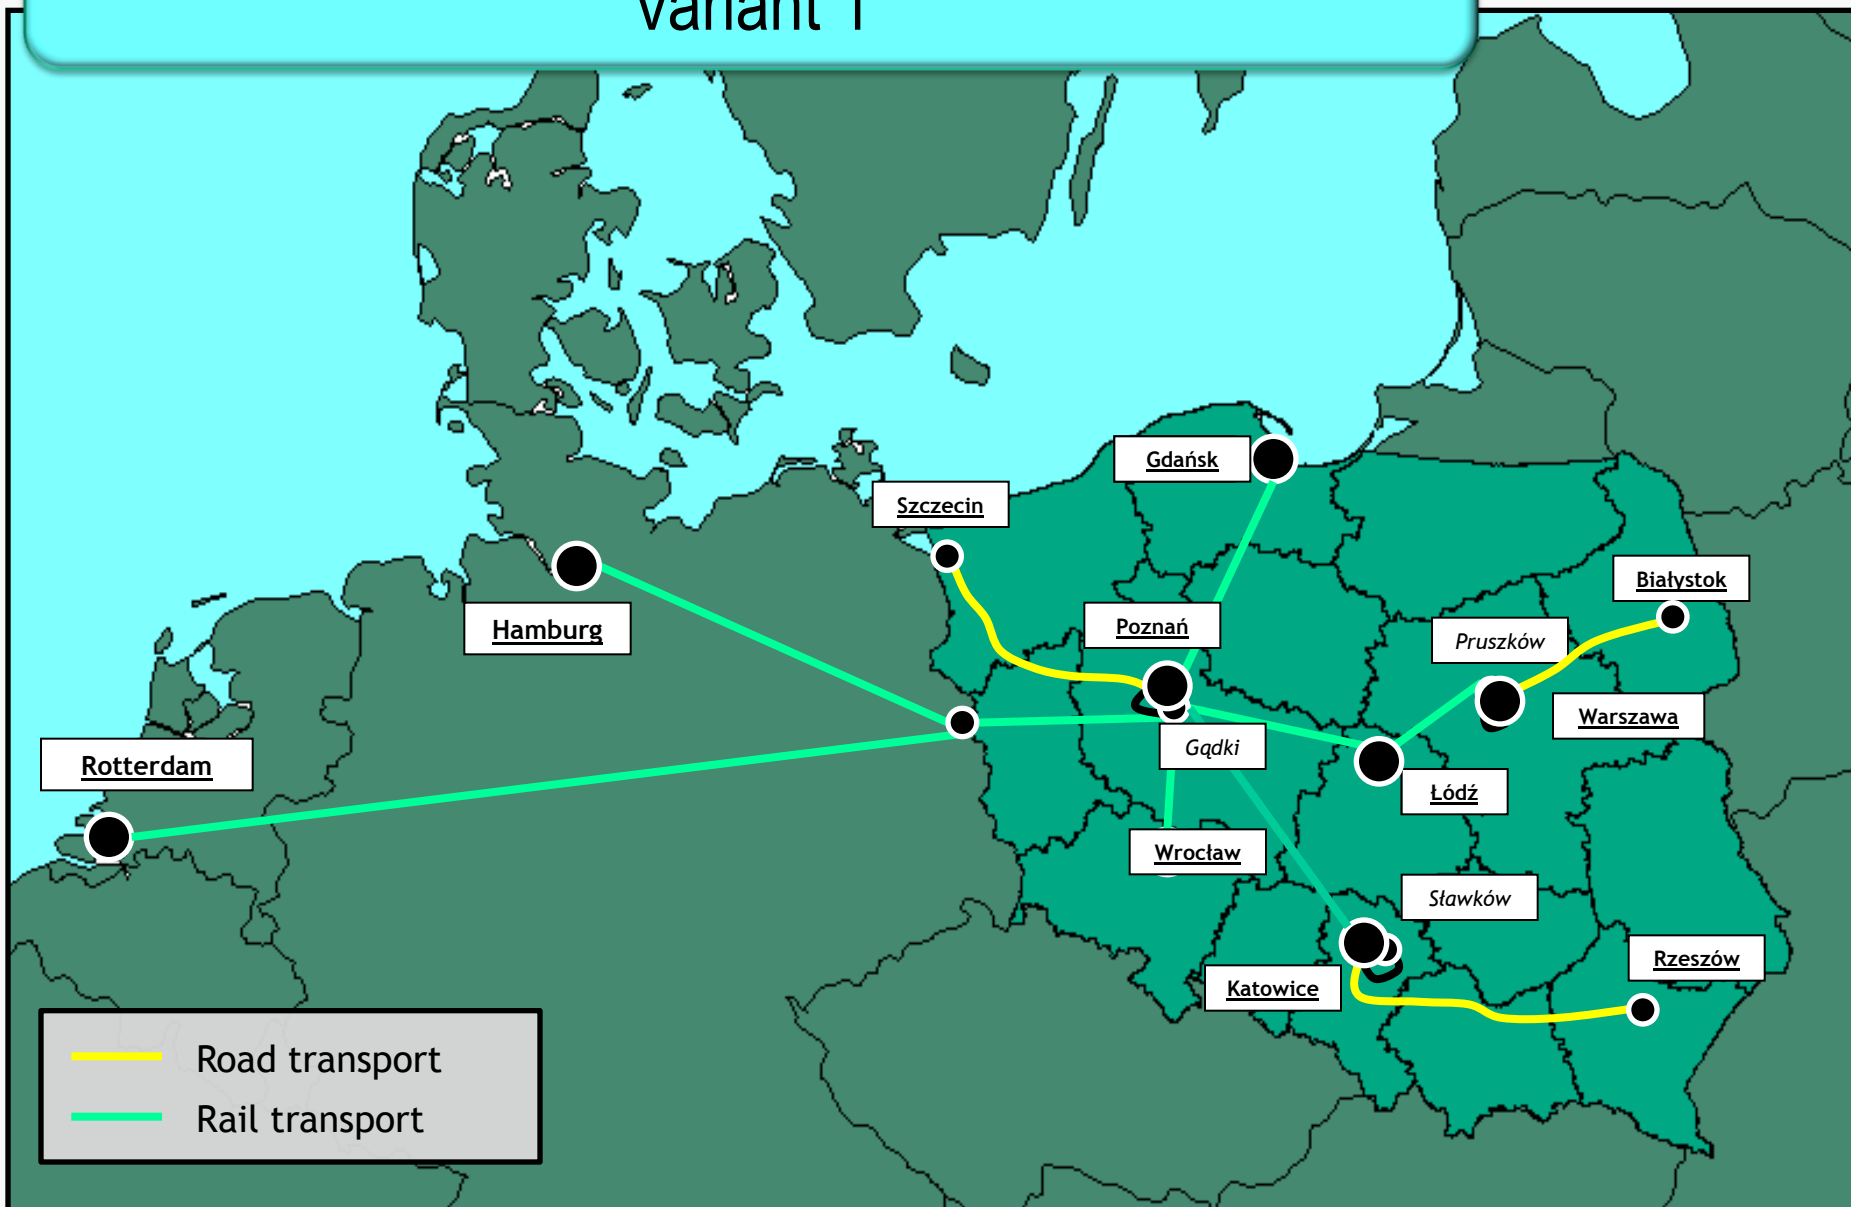 Variant 1
Gdańsk
Szczecin
Białystok
Hamburg
Poznań
Pruszków
Warszawa
Gądki
Rotterdam
Łódź
Wrocław
Sławków
Rzeszów
Katowice
Road transport
Rail transport